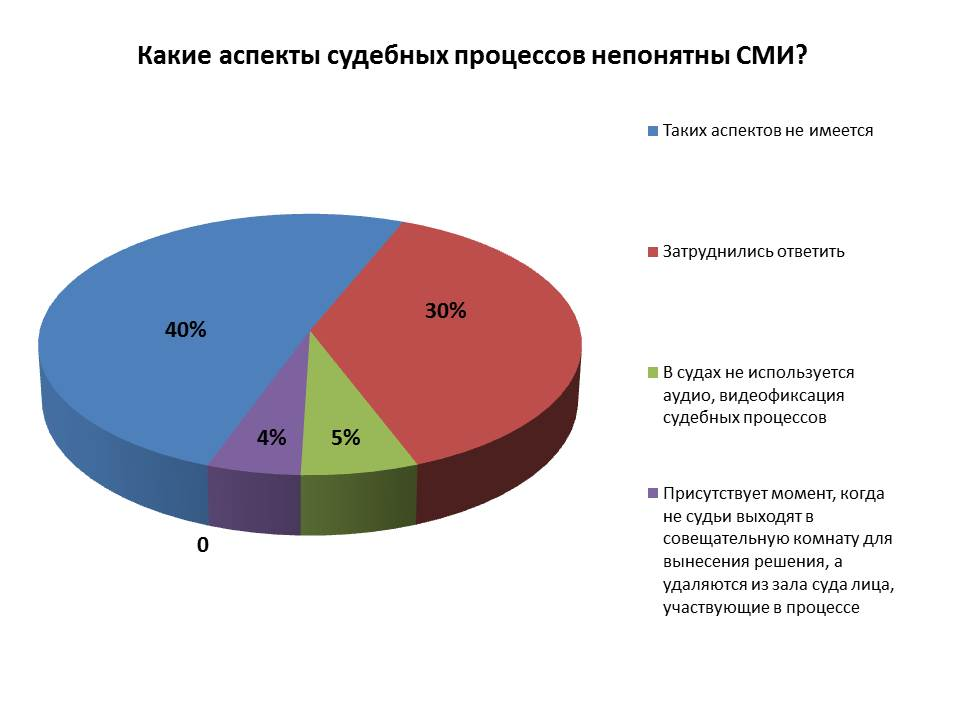 Какие аспекты судебных процессов непонятны СМИ?
Таких аспектов не имеется
Затруднились ответить
В судах не используется
аудио, видеофиксация
судебных процессов
Присутствует момент, когда
не судьи выходят в
совещательную комнату для
вынесения решения, а
удаляются из зала суда лица,
участвующие в процессе
40%
30%
4%
5%
0